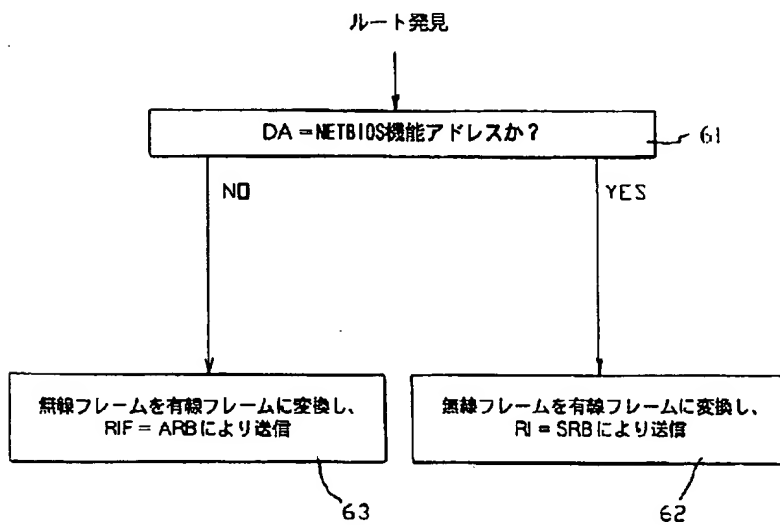 ルート発見
DA=NETBIOS機能アドレスか?
61
NO
YES
無線フレームを有線フレームに変換し、
RIF = ARBにより送信
63
無線フレームを有線フレームに変換し、
RI = SRBにより送信
62